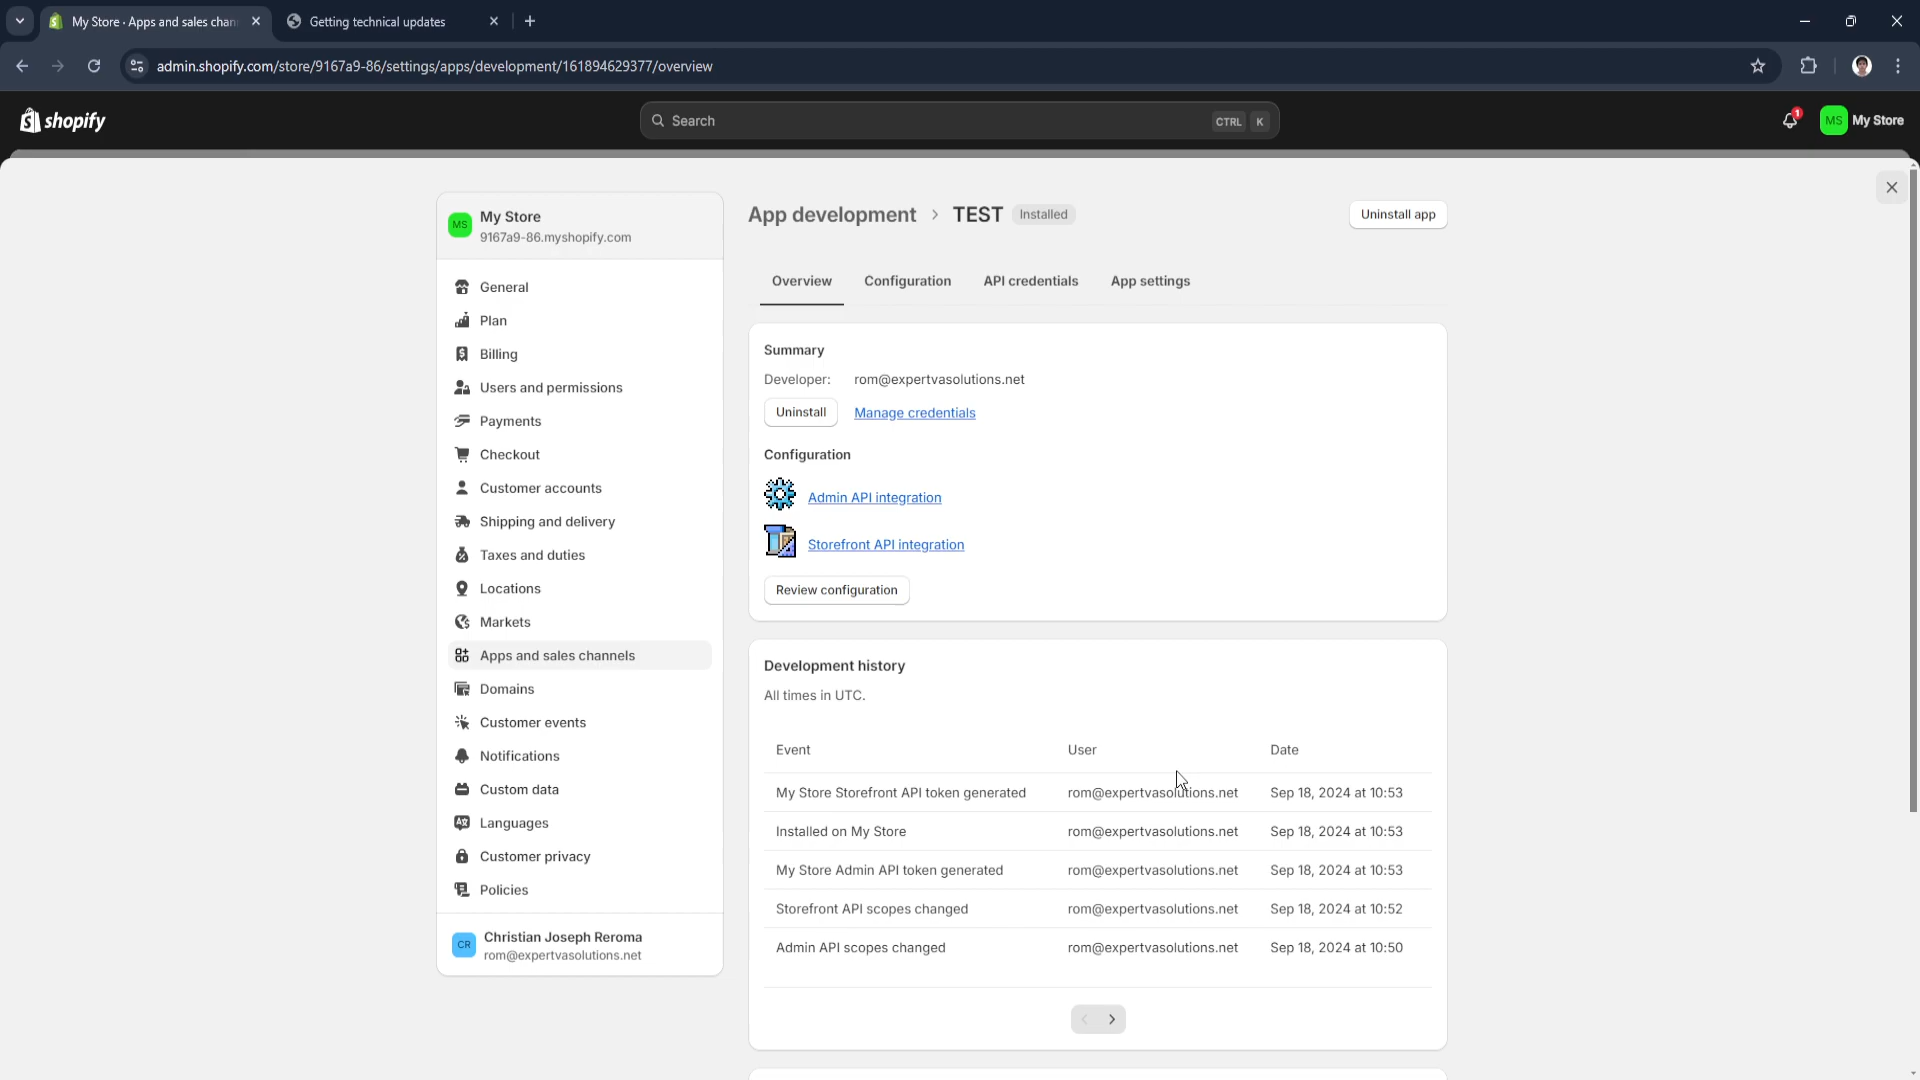 My Store · Apps and sales chan
Getting technical updates
admin.shopify.com/store/9167a9-86/settings/apps/development/161894629377/overview
shopify
Search
CTRL K
1
MS
My Store
MS
My Store
9167a9-86.myshopify.com
General
Plan
Billing
Users and permissions
Payments
Checkout
Customer accounts
Shipping and delivery
Taxes and duties
Locations
Markets
Apps and sales channels
Domains
Customer events
Notifications
Custom data
Languages
Customer privacy
Policies
CR
Christian Joseph Reroma
rom@expertvasolutions.net
App development > TEST Installed
Uninstall app
Overview Configuration API credentials App settings
Summary
Developer: rom@expertvasolutions.net
Uninstall Manage credentials
Configuration
Admin API integration
Storefront API integration
Review configuration
Development history
All times in UTC.
Event User Date
My Store Storefront API token generated rom@expertvasolutions.net Sep 18, 2024 at 10:53
Installed on My Store rom@expertvasolutions.net Sep 18, 2024 at 10:53
My Store Admin API token generated rom@expertvasolutions.net Sep 18, 2024 at 10:53
Storefront API scopes changed rom@expertvasolutions.net Sep 18, 2024 at 10:52
Admin API scopes changed rom@expertvasolutions.net Sep 18, 2024 at 10:50